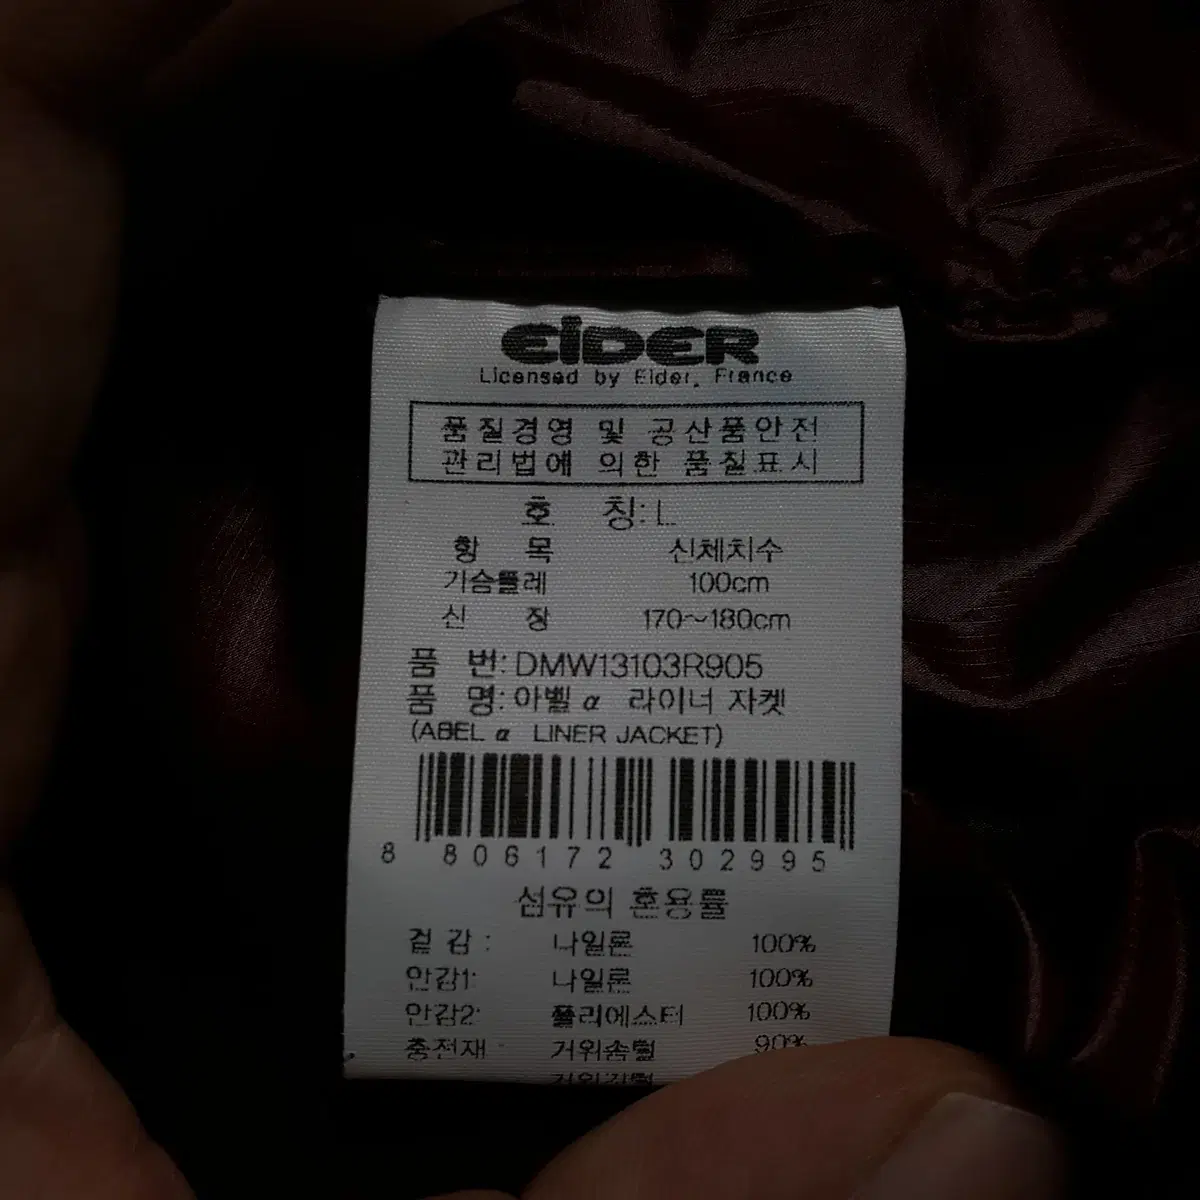 EiDER
Licensed by Eider, France
품질경영 및 공산품안전
관리법에 의한 품질표시
호 칭: L
항 목 신체치수
가슴둘레 100cm
신 장 170~180cm
품 번: DMW13103R905
품 명: 아벨 α 라이너 자켓
(ABEL α LINER JACKET)
8 806172 302995
섬유의 혼용률
겉 감 : 나일론 100%
안감1: 나일론 100%
안감2: 폴리에스터 100%
충전재 : 거위솜털 90%
거위깃털